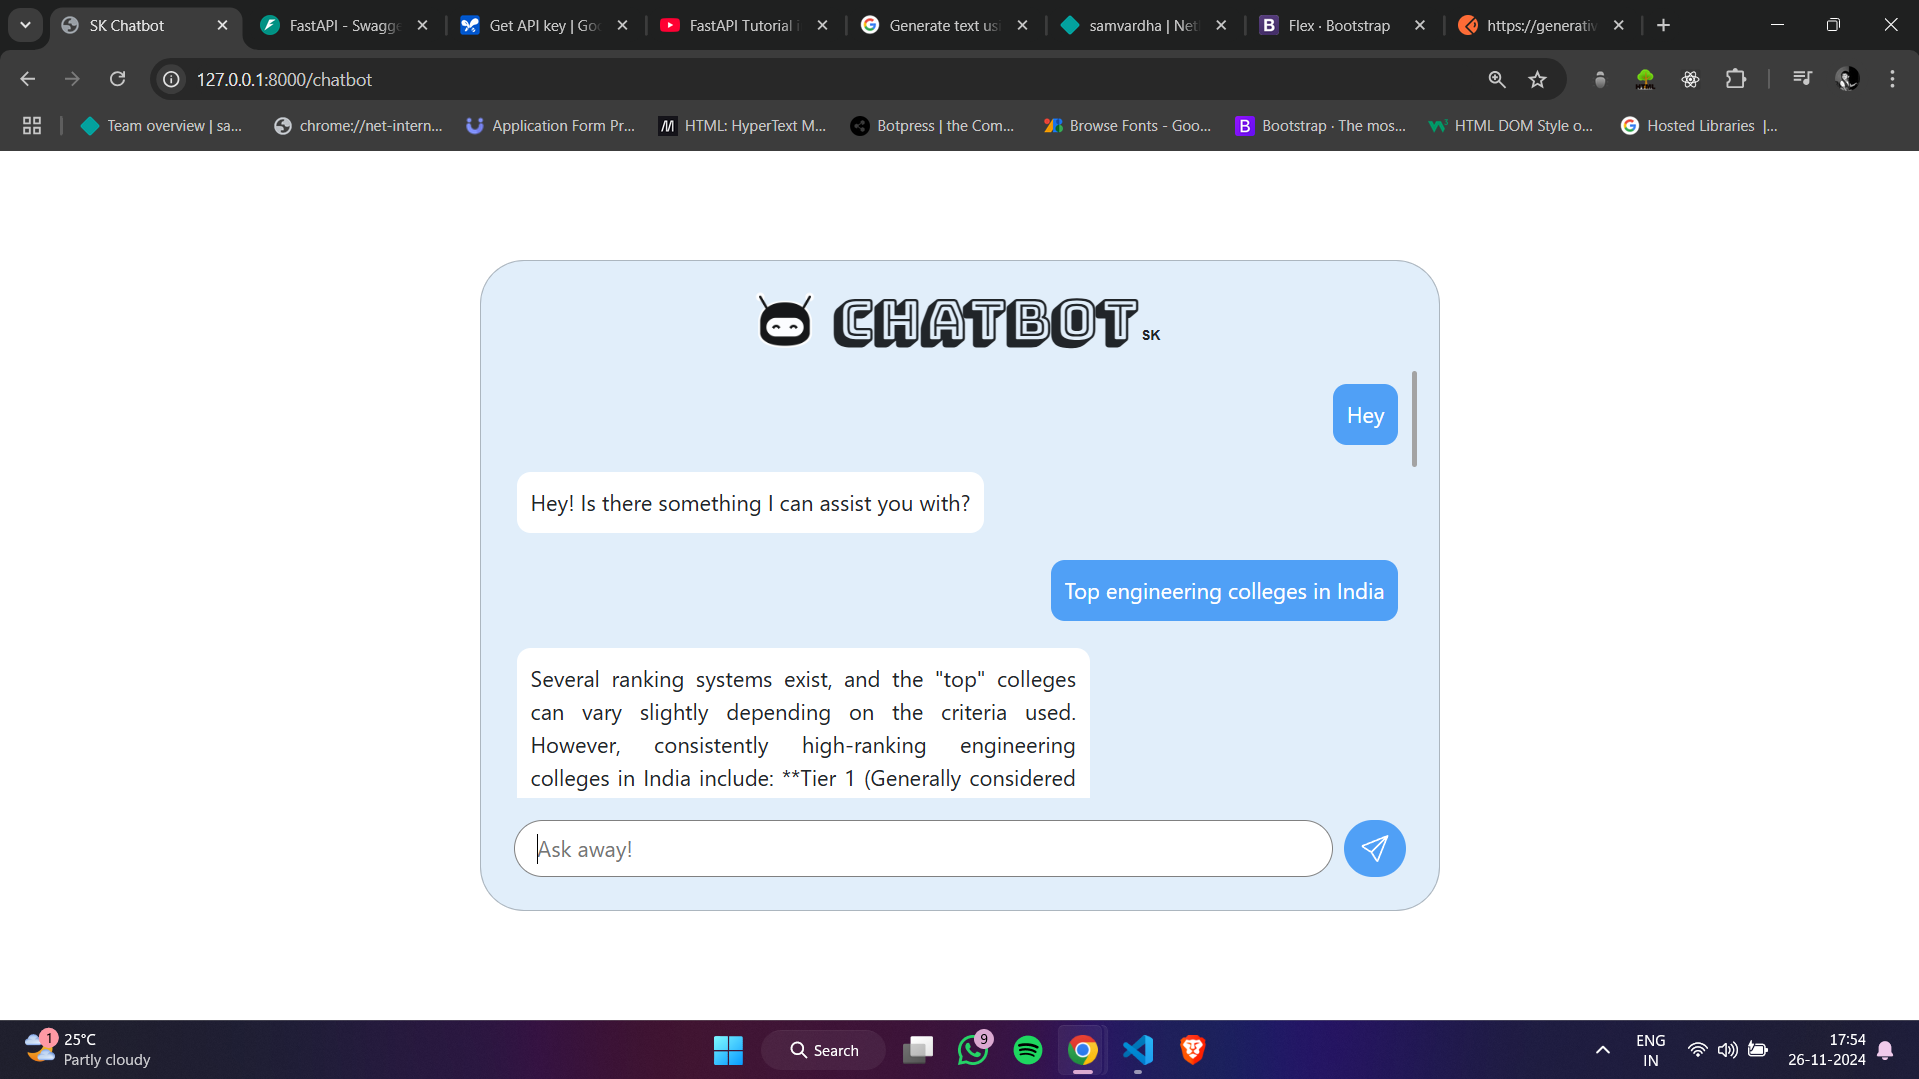 SK Chatbot
FastAPI - Swagge
Get API key | Goo
FastAPI Tutorial i
Generate text usi
samvardha | Netl
Flex · Bootstrap
https://generativ
127.0.0.1:8000/chatbot
Team overview | sa...
chrome://net-intern...
Application Form Pr...
HTML: HyperText M...
Botpress | the Com...
Browse Fonts - Goo...
Bootstrap · The mos...
HTML DOM Style o...
Hosted Libraries |...
CHATBOT SK
Hey
Hey! Is there something I can assist you with?
Top engineering colleges in India
Several ranking systems exist, and the "top" colleges
can vary slightly depending on the criteria used.
However, consistently high-ranking engineering
colleges in India include: **Tier 1 (Generally considered
Ask away!
1
25°C
Partly cloudy
Search
9
ENG
IN
17:54
26-11-2024